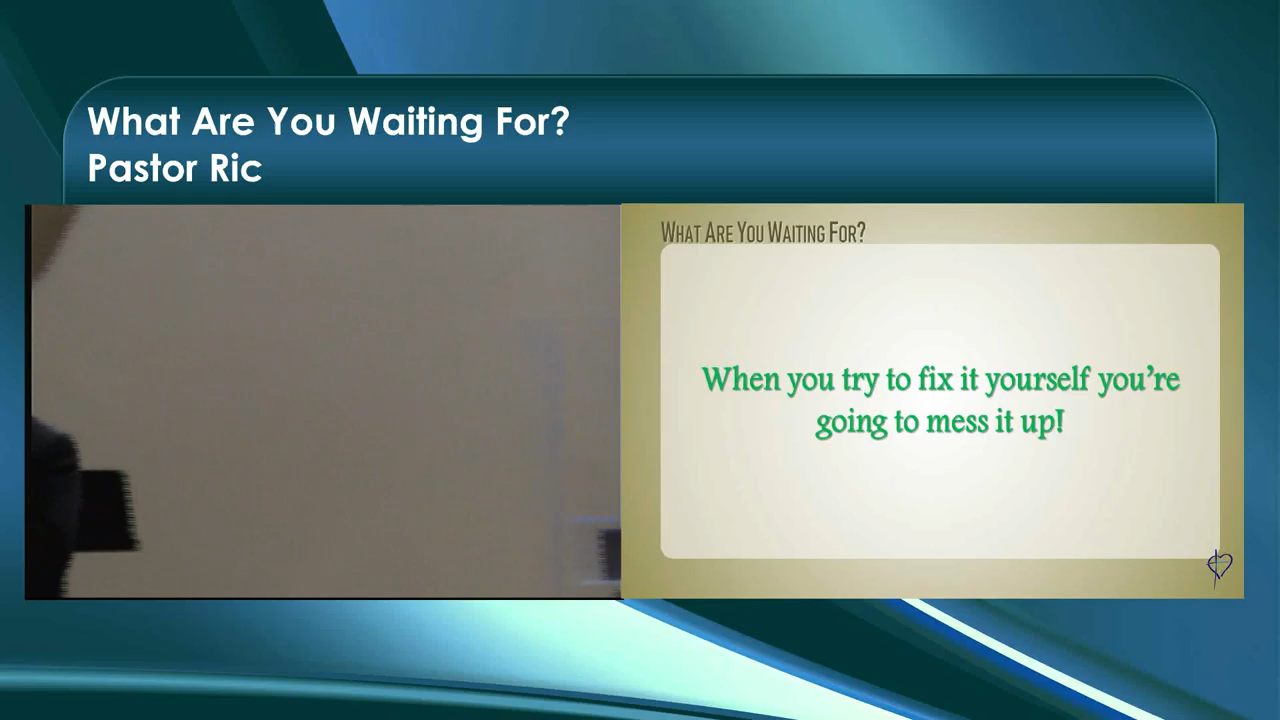 What Are You Waiting For?
Pastor Ric
What Are You Waiting For?
When you try to fix it yourself you're
going to mess it up!